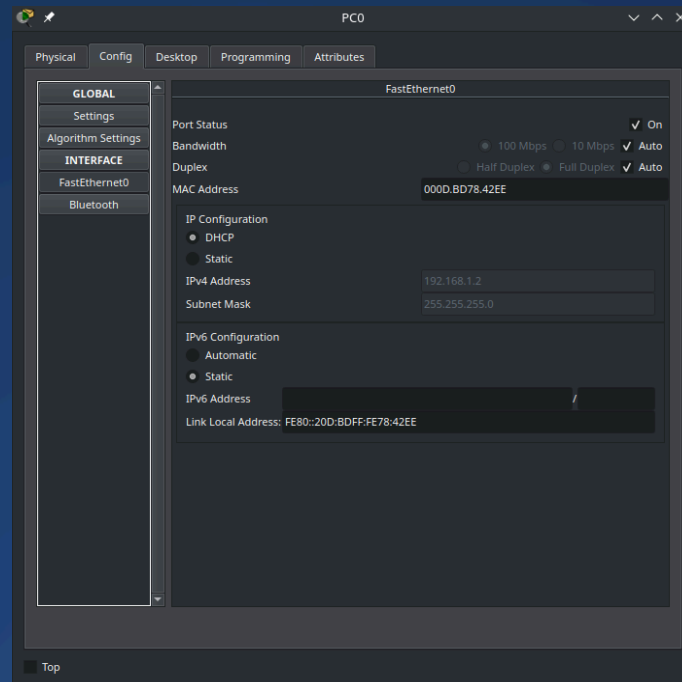 PC0
Physical Config Desktop Programming Attributes
GLOBAL
Settings
Algorithm Settings
INTERFACE
FastEthernet0
Bluetooth
FastEthernet0
Port Status On
Bandwidth 100 Mbps 10 Mbps Auto
Duplex Half Duplex Full Duplex Auto
MAC Address 000D.BD78.42EE
IP Configuration
DHCP
Static
IPv4 Address 192.168.1.2
Subnet Mask 255.255.255.0
IPv6 Configuration
Automatic
Static
IPv6 Address /
Link Local Address: FE80::20D:BDFF:FE78:42EE
Top